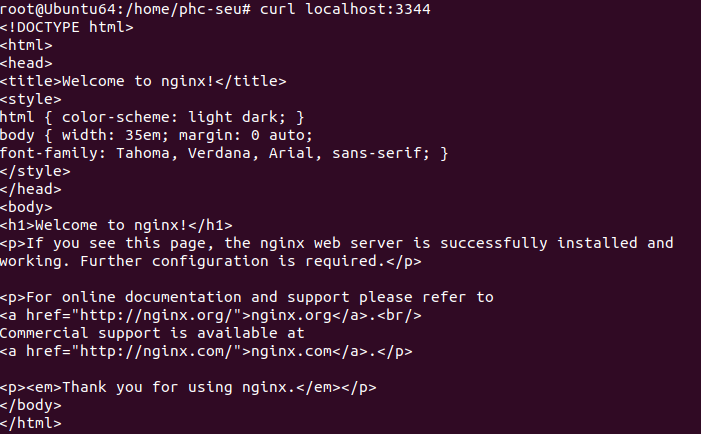 root@Ubuntu64:/home/phc-seu# curl localhost:3344
<!DOCTYPE html>
<html>
<head>
<title>Welcome to nginx!</title>
<style>
html { color-scheme: light dark; }
body { width: 35em; margin: 0 auto;
font-family: Tahoma, Verdana, Arial, sans-serif; }
</style>
</head>
<body>
<h1>Welcome to nginx!</h1>
<p>If you see this page, the nginx web server is successfully installed and
working. Further configuration is required.</p>

<p>For online documentation and support please refer to
<a href="http://nginx.org/">nginx.org</a>.<br/>
Commercial support is available at
<a href="http://nginx.com/">nginx.com</a>.</p>

<p><em>Thank you for using nginx.</em></p>
</body>
</html>